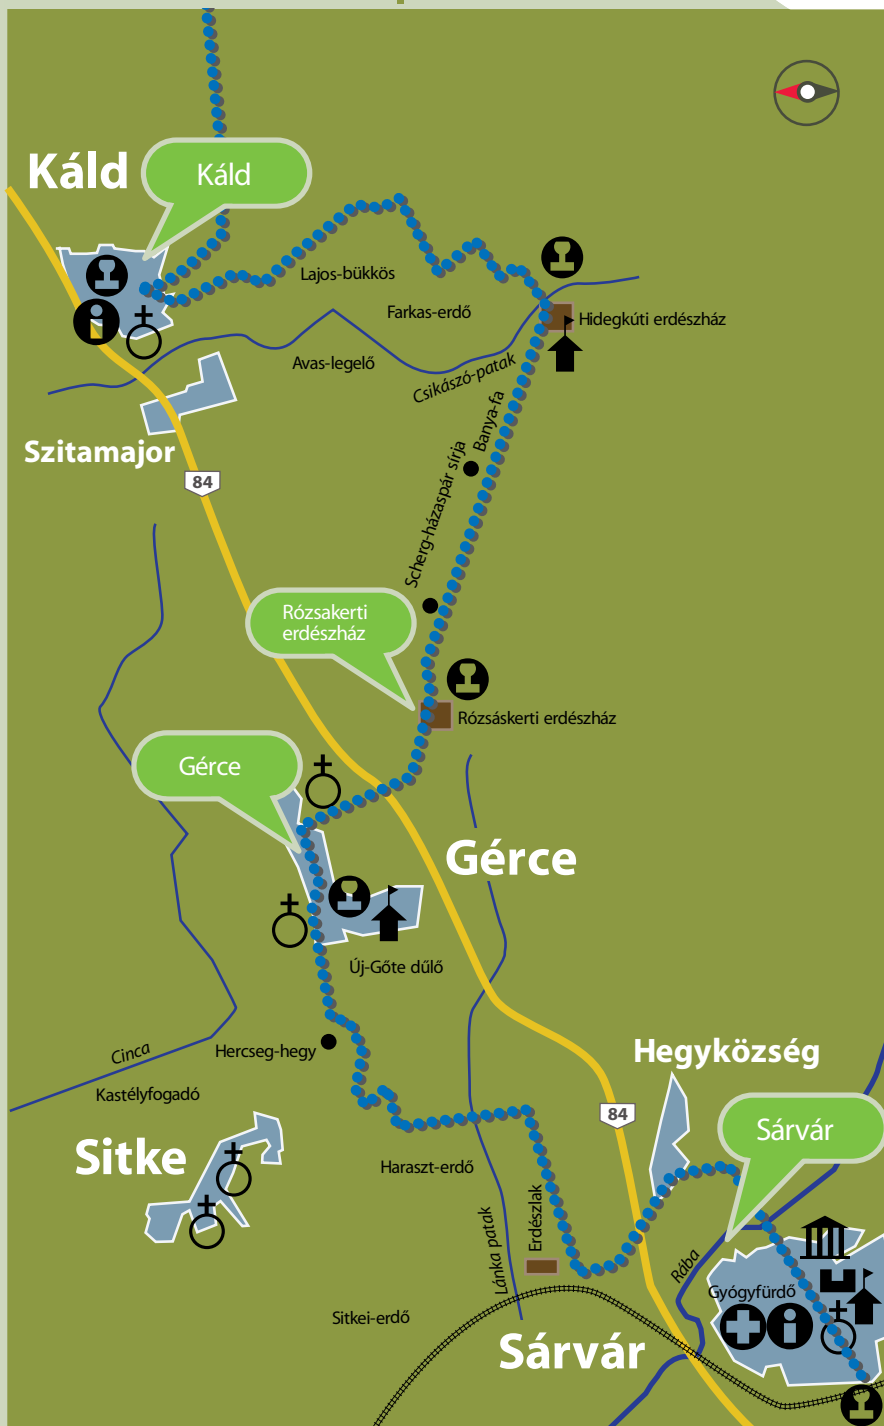 Káld
Káld
Lajos-bükkös
Farkas-erdő
Hidegkúti erdészház
Avas-legelő
Csikászó-patak
Banya-fa
Szitamajor
84
Scherg-házaspár sírja
Rózsakerti
erdészház
Rózsáskerti erdészház
Gérce
Gérce
Új-Gőte dűlő
Hercseg-hegy
Cinca
Kastélyfogadó
Hegyközség
84
Sárvár
Sitke
Haraszt-erdő
Erdészlak
Lánka patak
Rába
Gyógyfürdő
Sitkei-erdő
Sárvár